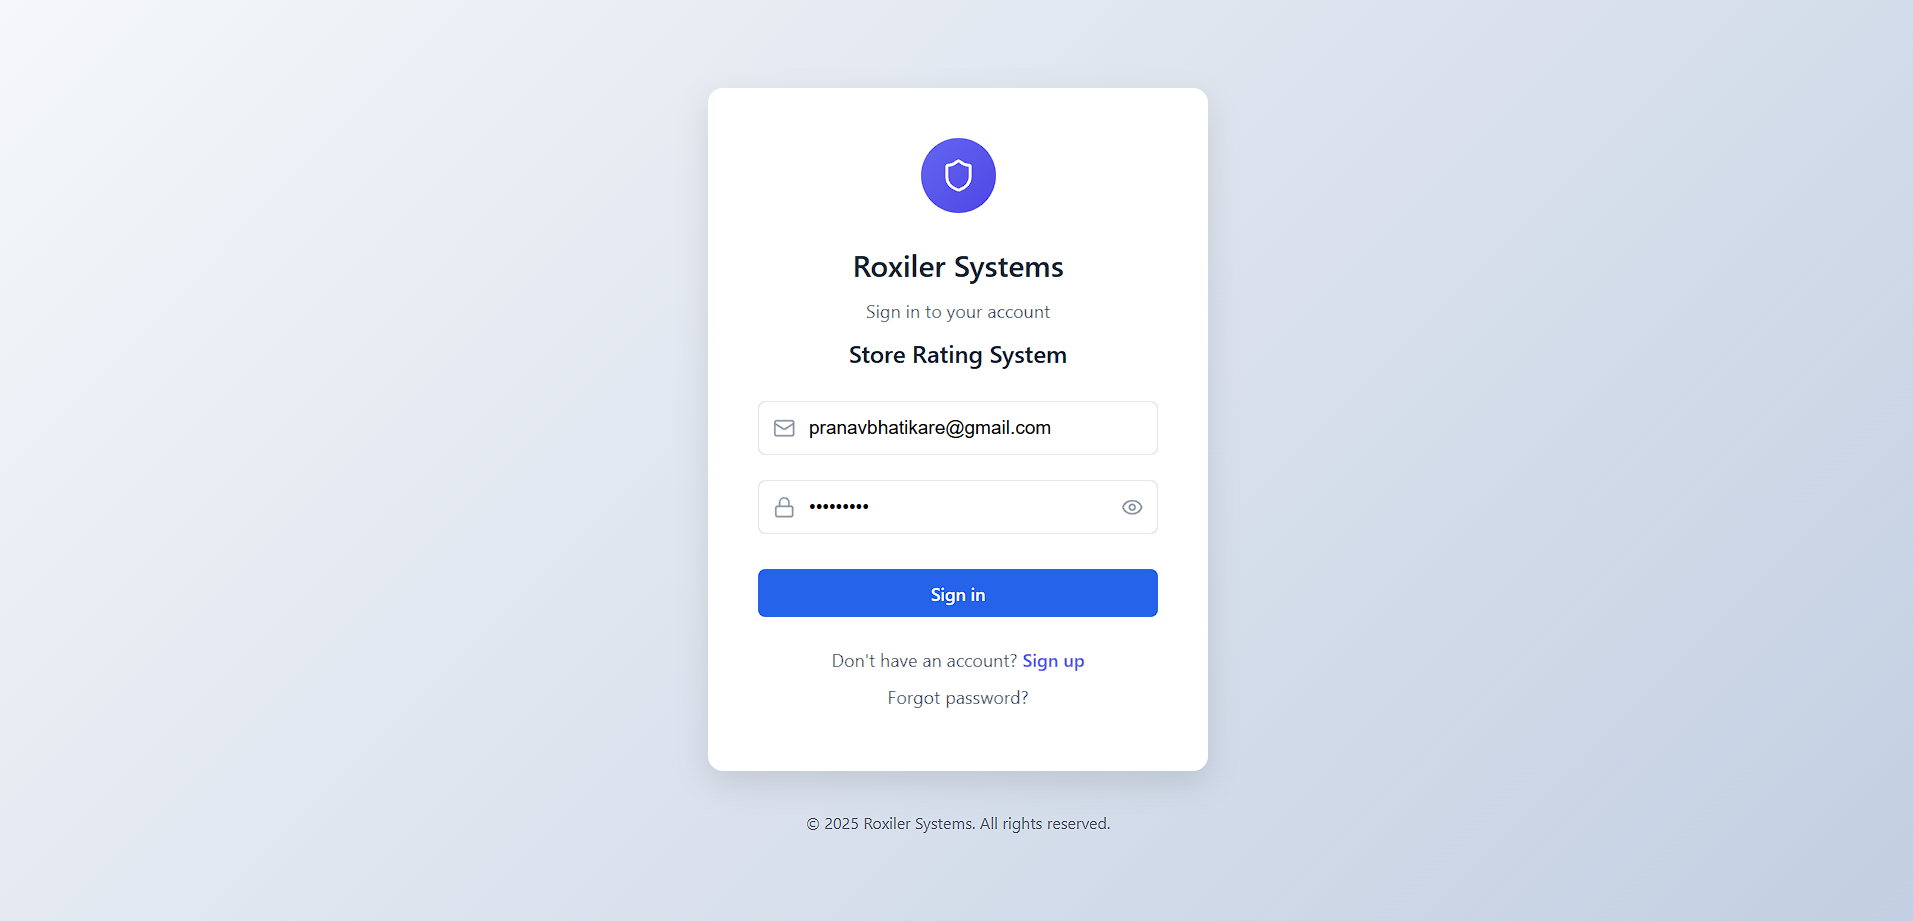 Roxiler Systems
Sign in to your account
Store Rating System
pranavbhatikare@gmail.com
•••••••••
Sign in
Don't have an account? Sign up
Forgot password?
© 2025 Roxiler Systems. All rights reserved.